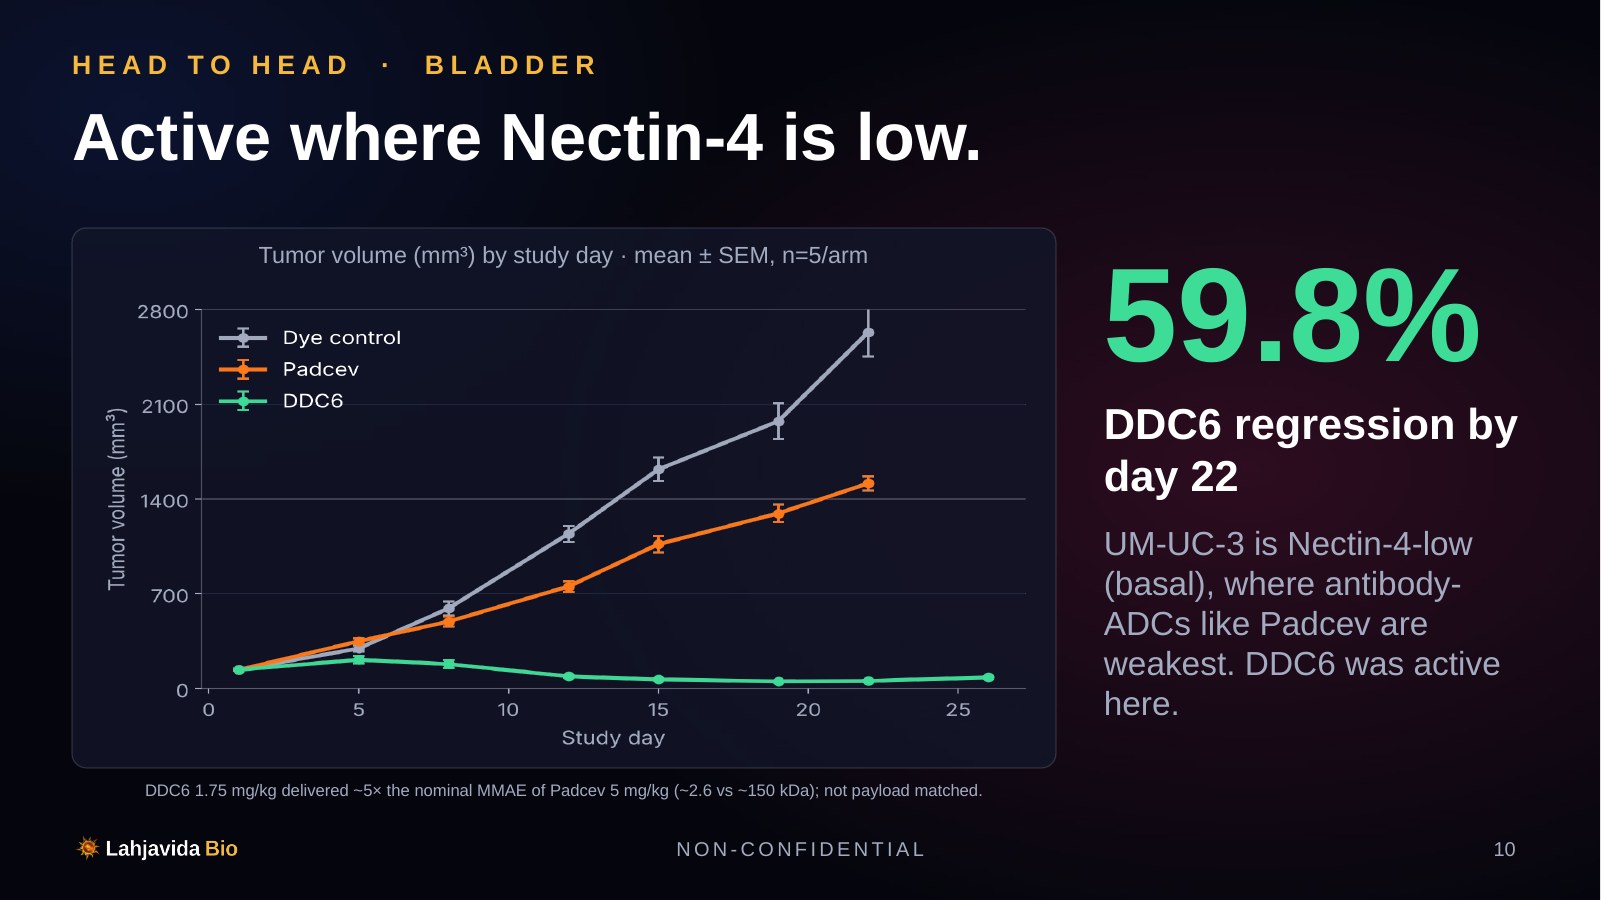 HEAD TO HEAD · BLADDER
Active where Nectin-4 is low.
Tumor volume (mm³) by study day · mean ± SEM, n=5/arm
2800
2100
1400
700
0
Tumor volume (mm³)
Dye control
Padcev
DDC6
0 5 10 15 20 25
Study day
59.8%
DDC6 regression by
day 22
UM-UC-3 is Nectin-4-low
(basal), where antibody-
ADCs like Padcev are
weakest. DDC6 was active
here.
DDC6 1.75 mg/kg delivered ~5× the nominal MMAE of Padcev 5 mg/kg (~2.6 vs ~150 kDa); not payload matched.
Lahjavida Bio
NON-CONFIDENTIAL
10